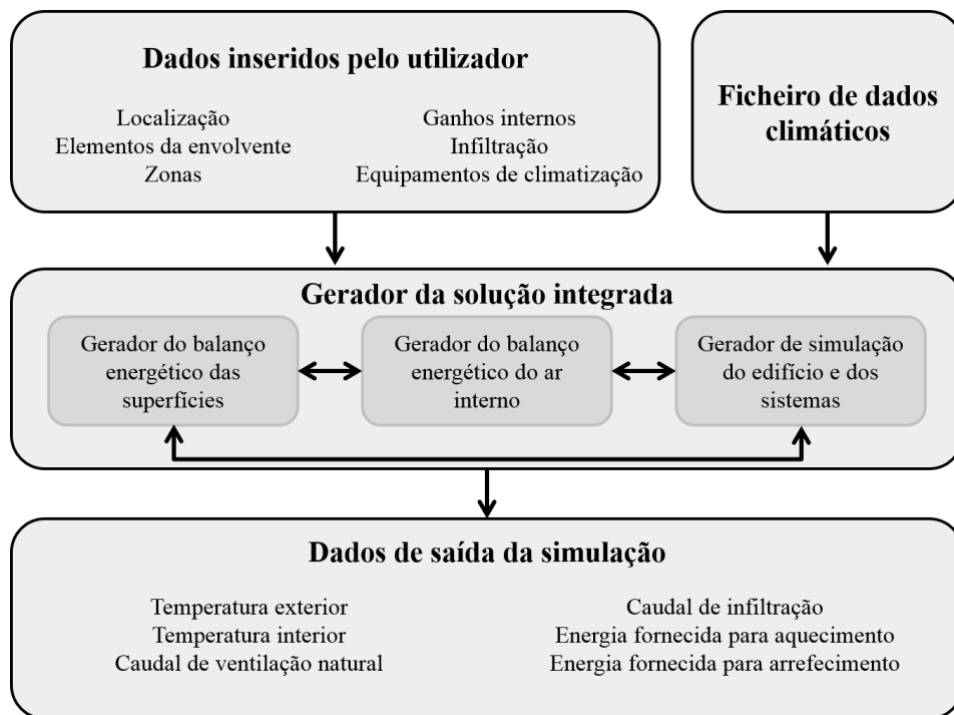 Dados inseridos pelo utilizador
Localização
Elementos da envolvente
Zonas
Ganhos internos
Infiltração
Equipamentos de climatização
Ficheiro de dados
climáticos
Gerador da solução integrada
Gerador do balanço
energético das
superfícies
Gerador do balanço
energético do ar
interno
Gerador de simulação
do edifício e dos
sistemas
Dados de saída da simulação
Temperatura exterior
Temperatura interior
Caudal de ventilação natural
Caudal de infiltração
Energia fornecida para aquecimento
Energia fornecida para arrefecimento